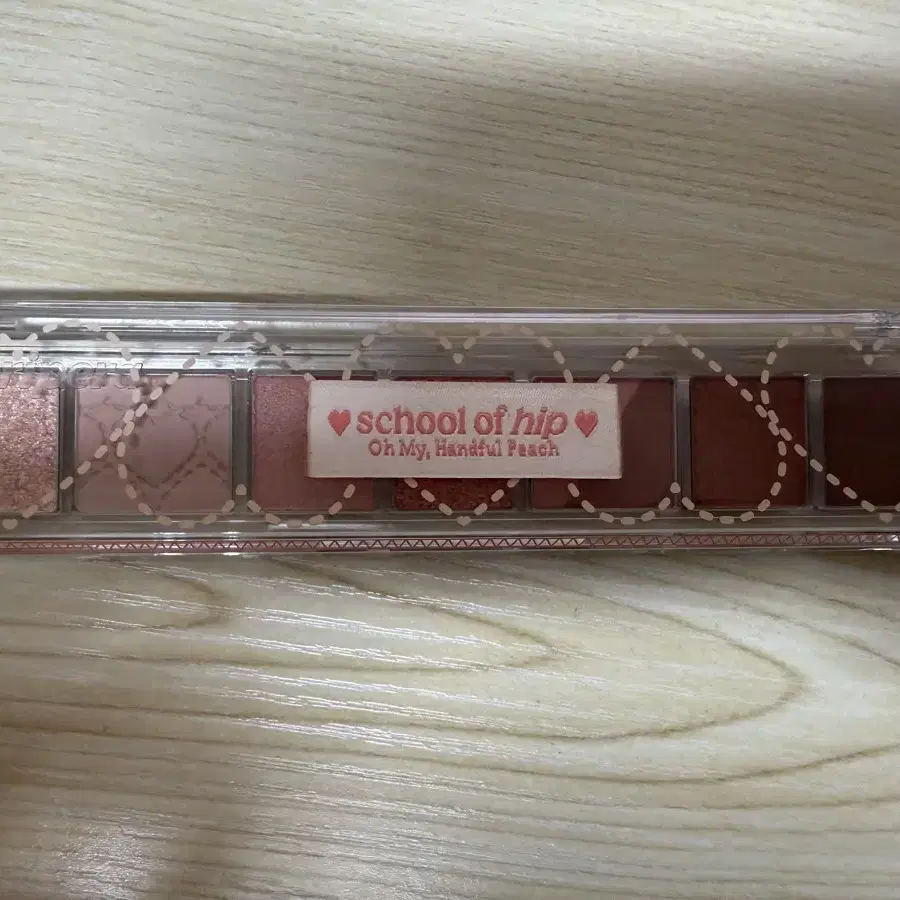 ♥ school of hip ♥
Oh My, Handful Peach